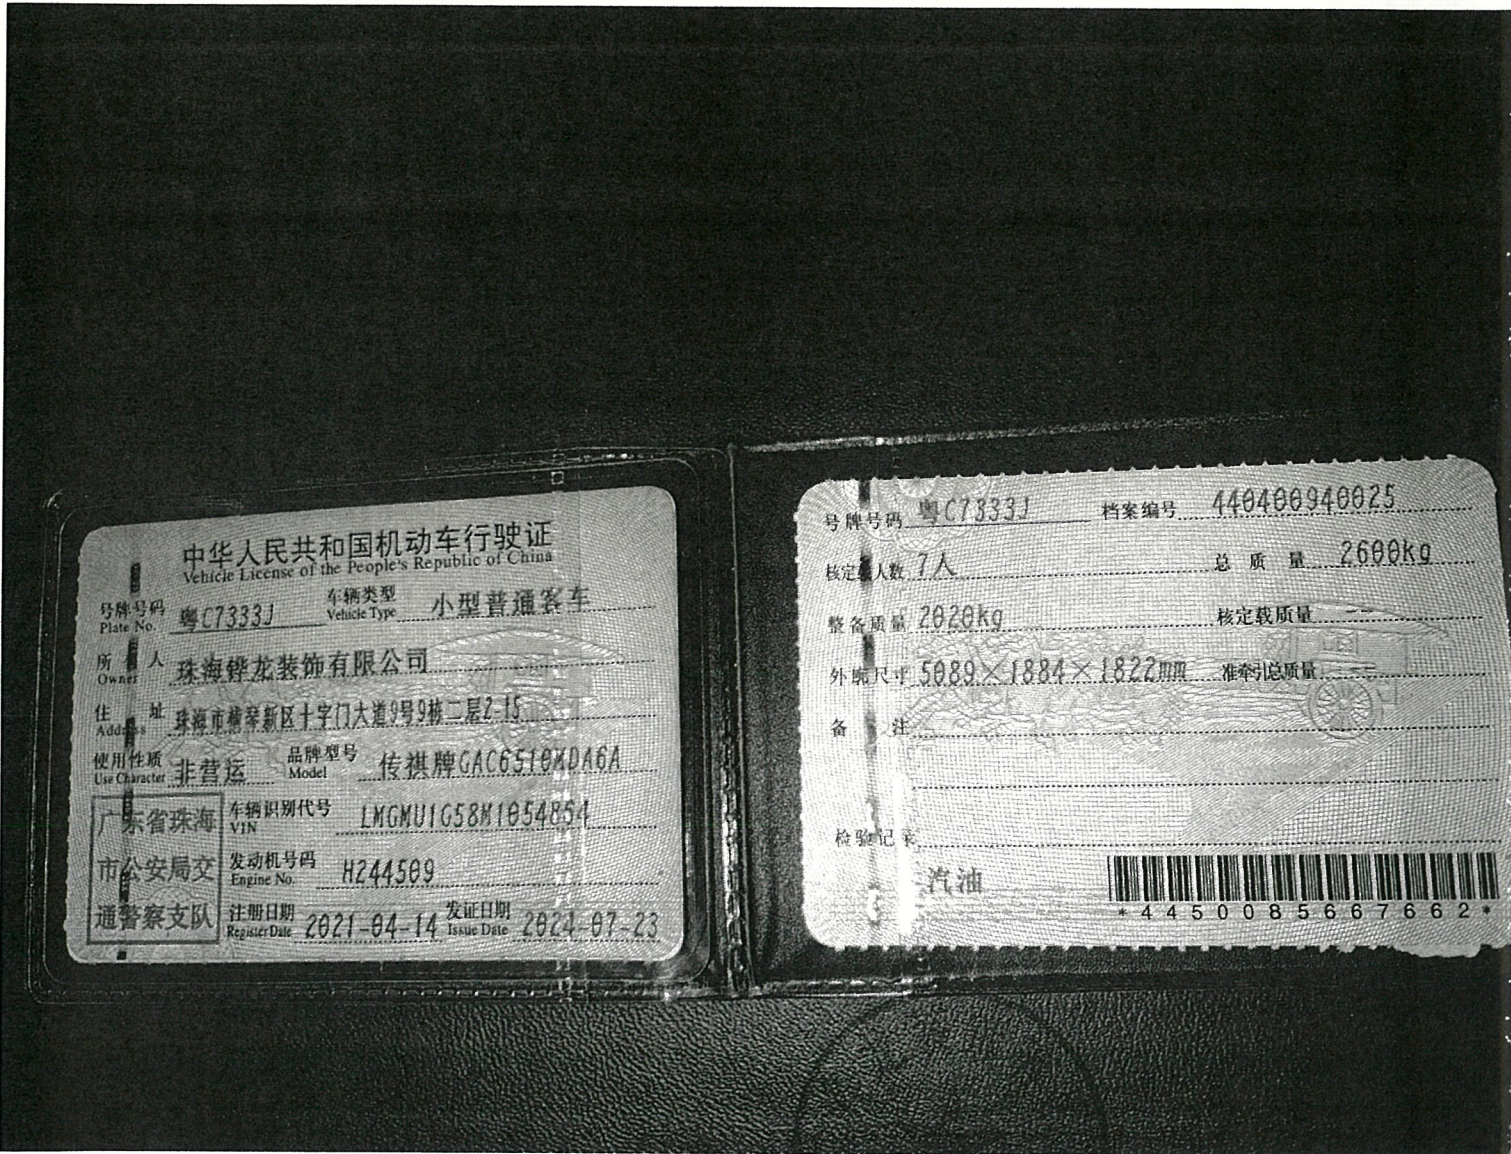 中华人民共和国机动车行驶证
Vehicle License of the People's Republic of China
号牌号码 粤C7333J 车辆类型 小型普通客车
Plate No. Vehicle Type
所有人 珠海铧龙装饰有限公司
Owner
住址 珠海市横琴新区十字门大道9号9栋二层2-15
Address
使用性质 非营运 品牌型号 传祺牌GAC6510MDA6A
Use Character Model
车辆识别代号 LMGMU1G58M1054854
VIN
发动机号码 H244509
Engine No.
注册日期 2021-04-14 发证日期 2024-07-23
Register Date Issue Date
广东省珠海
市公安局交
通警察支队
号牌号码 粤C7333J 档案编号 440400940025
核定载人数 7人 总质量 2600kg
整备质量 2020kg 核定载质量 --
外廓尺寸 5089×1884×1822mm 准牵引总质量 --
备注
检验记录
汽油
*4450085667662*